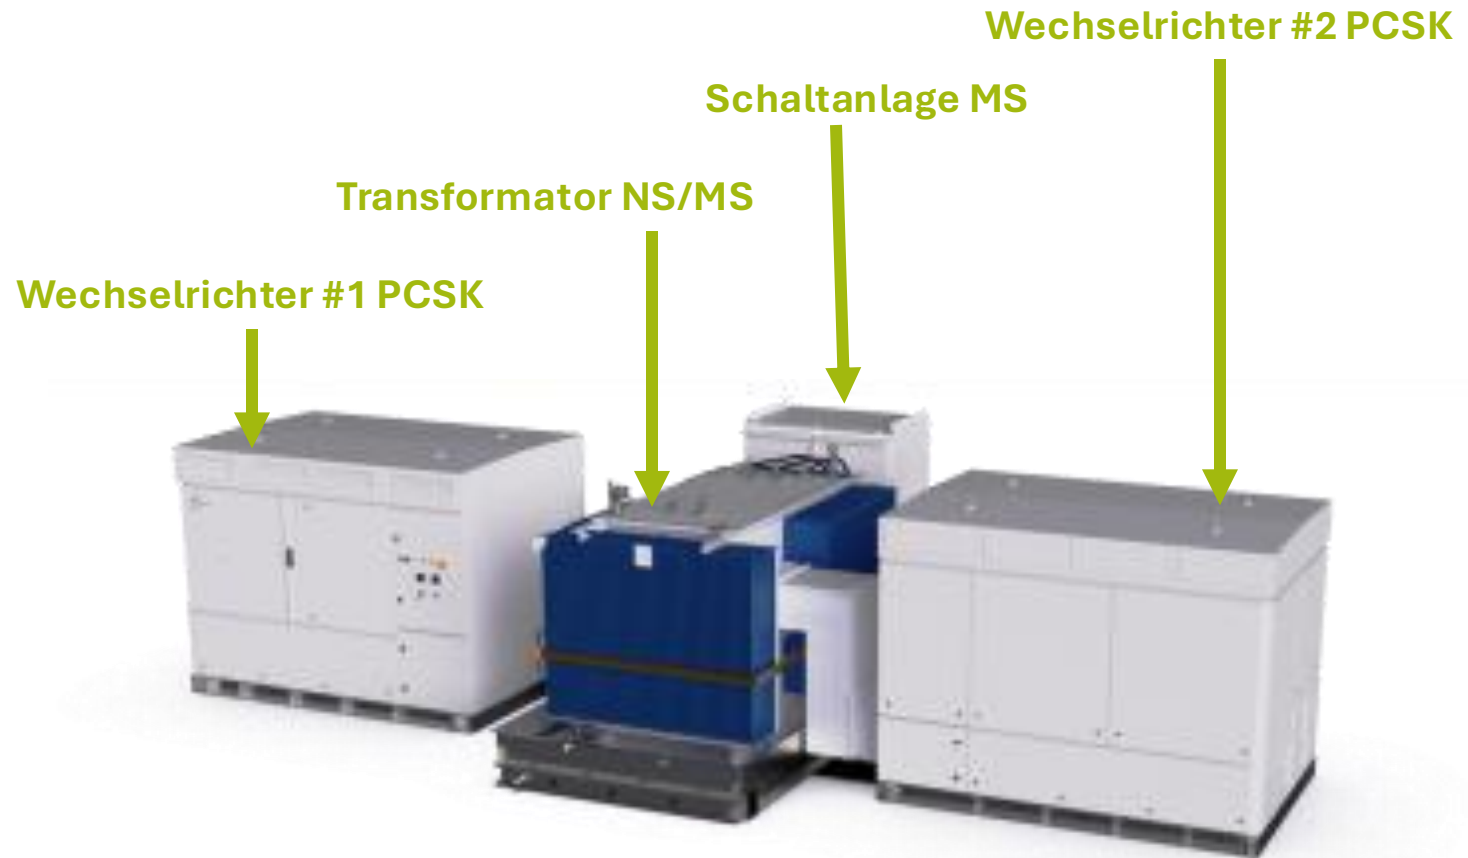 Wechselrichter #2 PCSK
Schaltanlage MS
Transformator NS/MS
Wechselrichter #1 PCSK